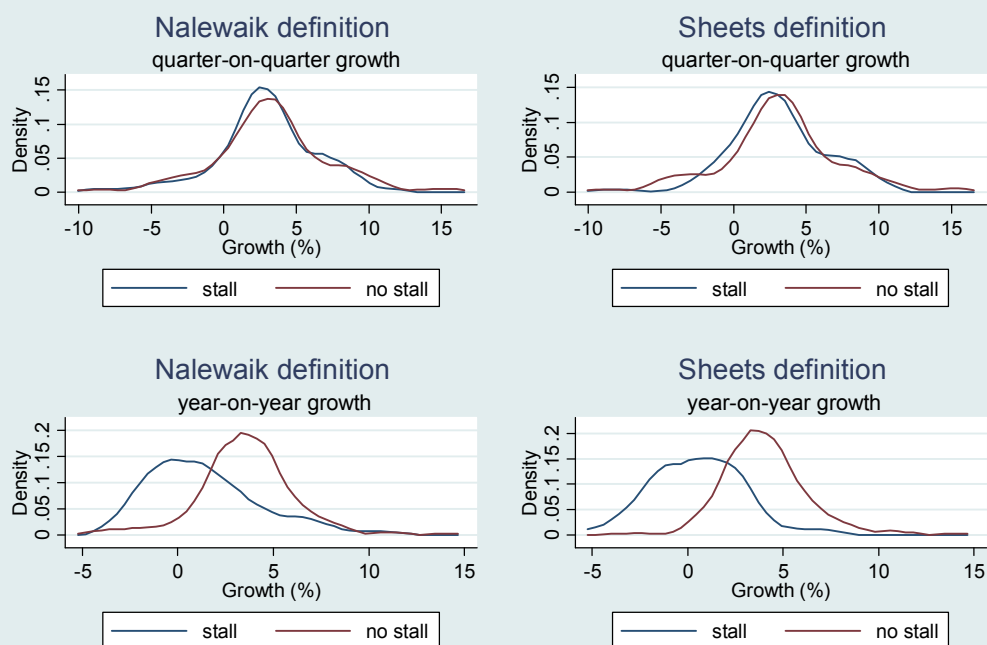 Nalewaik definition
quarter-on-quarter growth
Density
0 .05 .1 .15
-10 -5 0 5 10 15
Growth (%)
stall no stall
Sheets definition
quarter-on-quarter growth
Density
0 .05 .1 .15
-10 -5 0 5 10 15
Growth (%)
stall no stall
Nalewaik definition
year-on-year growth
Density
0 .05 .1 .15 .2
-5 0 5 10 15
Growth (%)
stall no stall
Sheets definition
year-on-year growth
Density
0 .05 .1 .15 .2
-5 0 5 10 15
Growth (%)
stall no stall